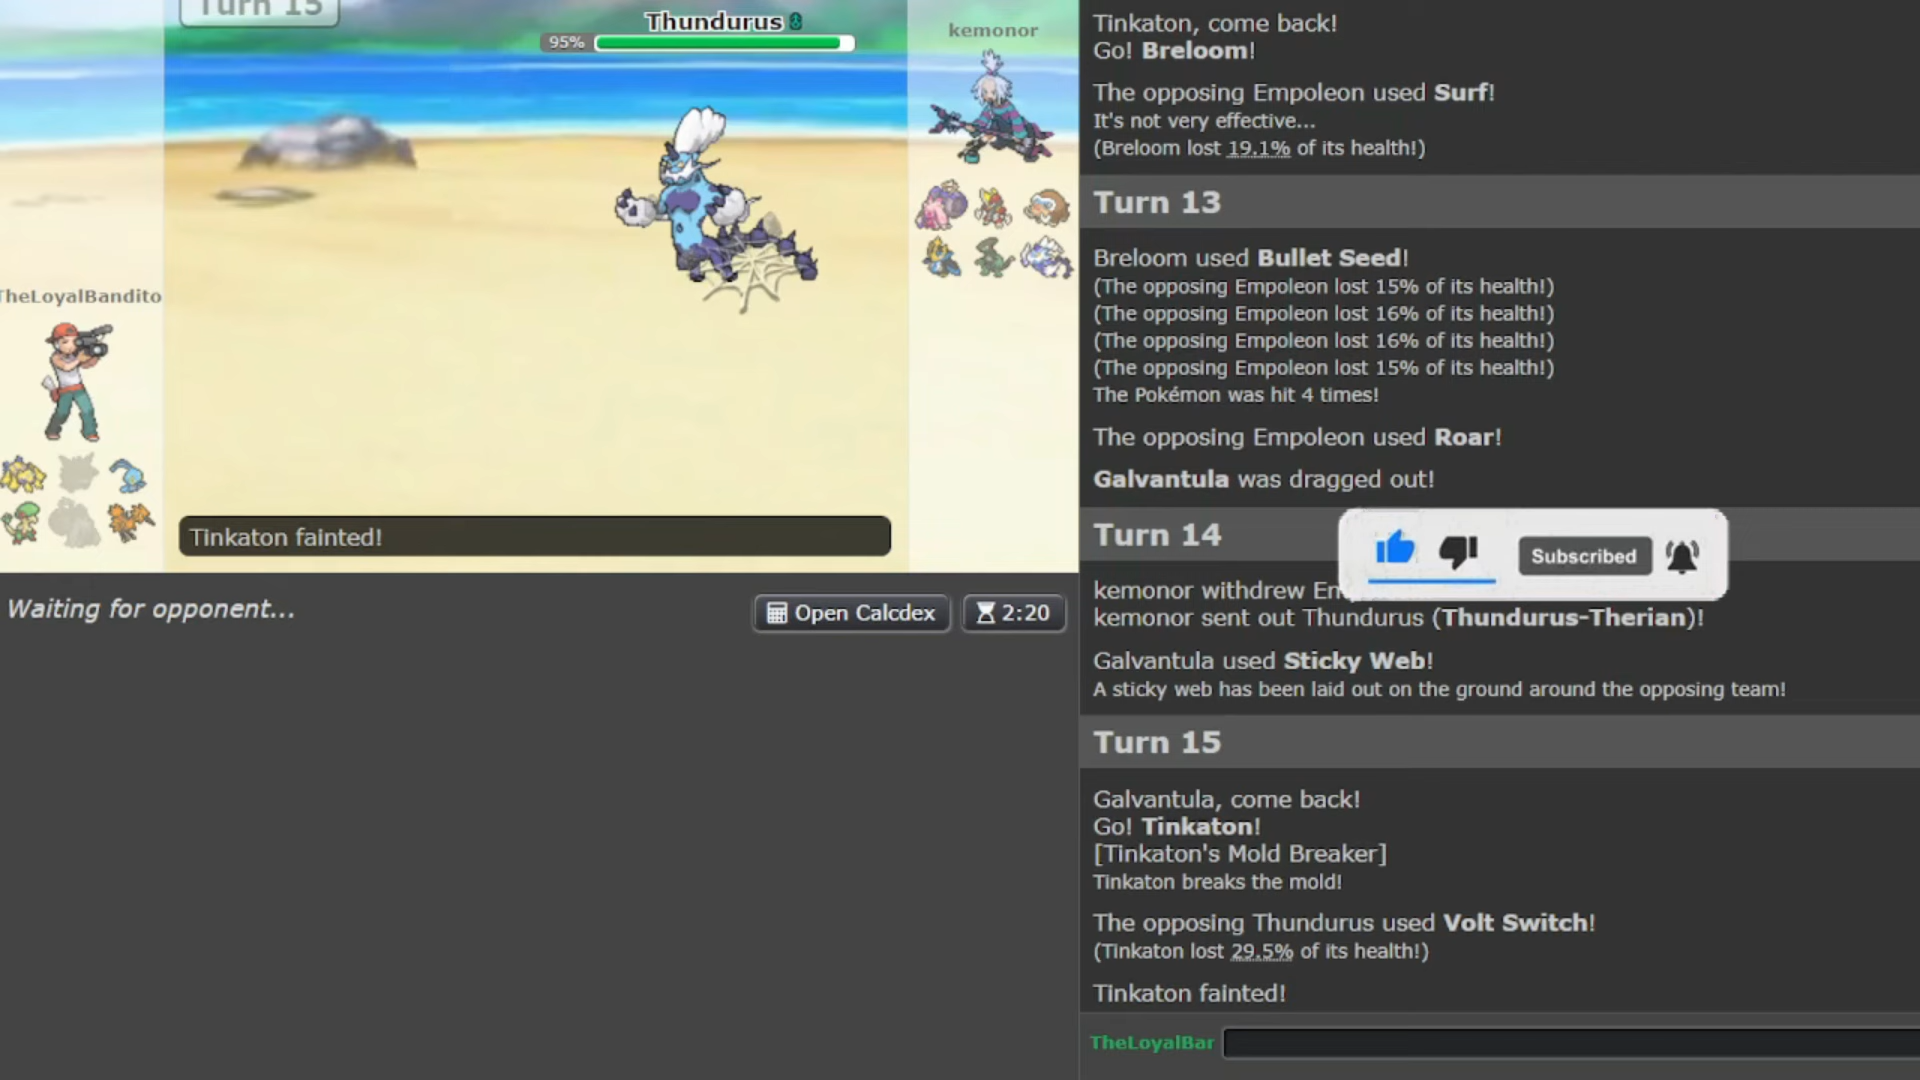 Turn 15
Thundurus
95%
kemonor
TheLoyalBandito
Tinkaton fainted!
Waiting for opponent...
Open Calcdex
2:20
Tinkaton, come back!
Go! Breloom!
The opposing Empoleon used Surf!
It's not very effective...
(Breloom lost 19.1% of its health!)
Turn 13
Breloom used Bullet Seed!
(The opposing Empoleon lost 15% of its health!)
(The opposing Empoleon lost 16% of its health!)
(The opposing Empoleon lost 16% of its health!)
(The opposing Empoleon lost 15% of its health!)
The Pokémon was hit 4 times!
The opposing Empoleon used Roar!
Galvantula was dragged out!
Turn 14
Subscribed
kemonor withdrew Em
kemonor sent out Thundurus (Thundurus-Therian)!
Galvantula used Sticky Web!
A sticky web has been laid out on the ground around the opposing team!
Turn 15
Galvantula, come back!
Go! Tinkaton!
[Tinkaton's Mold Breaker]
Tinkaton breaks the mold!
The opposing Thundurus used Volt Switch!
(Tinkaton lost 29.5% of its health!)
Tinkaton fainted!
TheLoyalBar